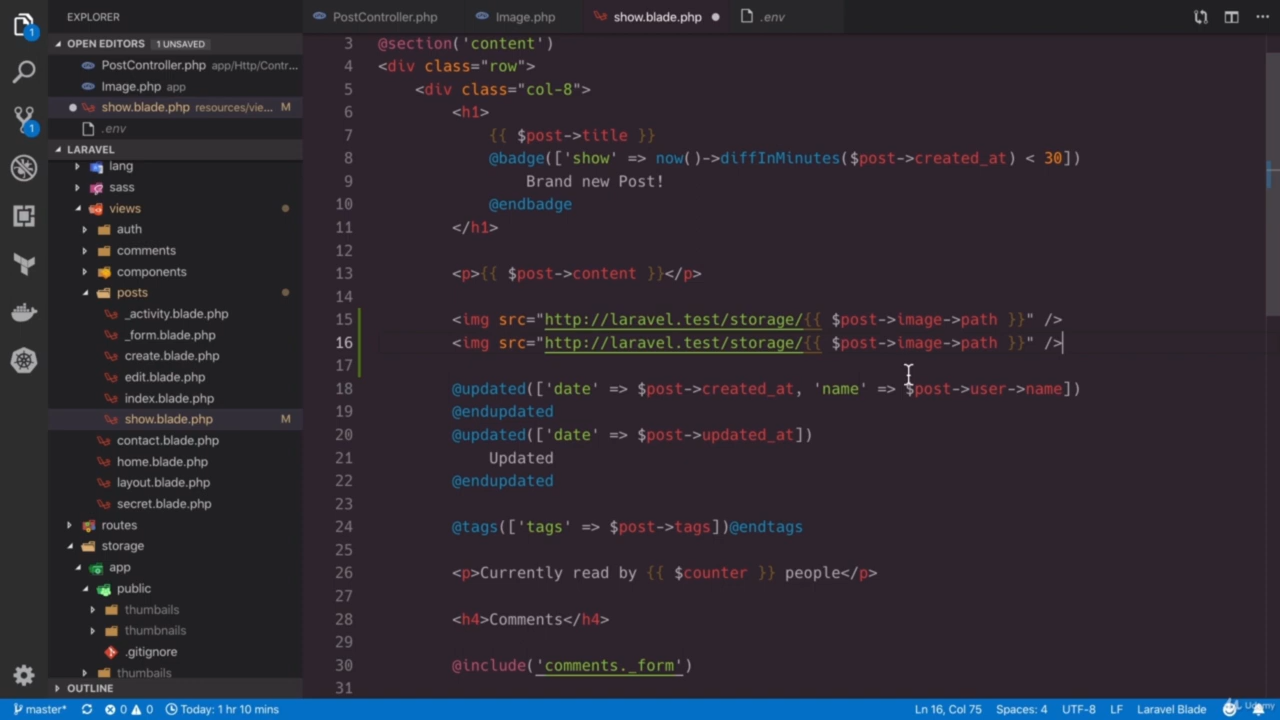 EXPLORER
OPEN EDITORS 1 UNSAVED
PostController.php app/Http/Contr...
Image.php app
show.blade.php resources/vie... M
.env
LARAVEL
lang
sass
views
auth
comments
components
posts
_activity.blade.php
_form.blade.php
create.blade.php
edit.blade.php
index.blade.php
show.blade.php M
contact.blade.php
home.blade.php
layout.blade.php
secret.blade.php
routes
storage
app
public
thumbails
thumbnails
.gitignore
thumbails
OUTLINE
1
1
PostController.php Image.php show.blade.php .env
3 @section('content')
4 <div class="row">
5 <div class="col-8">
6 <h1>
7 {{ $post->title }}
8 @badge(['show' => now()->diffInMinutes($post->created_at) < 30])
9 Brand new Post!
10 @endbadge
11 </h1>
12
13 <p>{{ $post->content }}</p>
14
15 <img src="http://laravel.test/storage/{{ $post->image->path }}" />
16 <img src="http://laravel.test/storage/{{ $post->image->path }}" />
17
18 @updated(['date' => $post->created_at, 'name' => $post->user->name])
19 @endupdated
20 @updated(['date' => $post->updated_at])
21 Updated
22 @endupdated
23
24 @tags(['tags' => $post->tags])@endtags
25
26 <p>Currently read by {{ $counter }} people</p>
27
28 <h4>Comments</h4>
29
30 @include('comments._form')
31
master* 0 0 Today: 1 hr 10 mins Ln 16, Col 75 Spaces: 4 UTF-8 LF Laravel Blade
Udemy